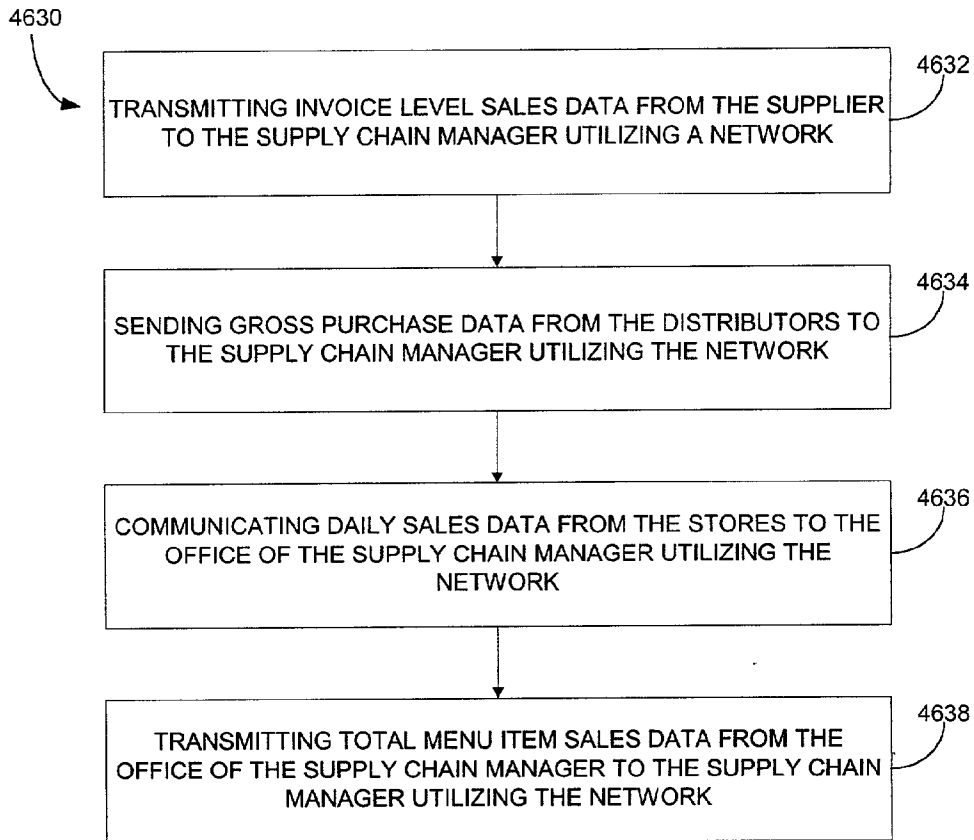 4630
4632
TRANSMITTING INVOICE LEVEL SALES DATA FROM THE SUPPLIER
TO THE SUPPLY CHAIN MANAGER UTILIZING A NETWORK
4634
SENDING GROSS PURCHASE DATA FROM THE DISTRIBUTORS TO
THE SUPPLY CHAIN MANAGER UTILIZING THE NETWORK
4636
COMMUNICATING DAILY SALES DATA FROM THE STORES TO THE
OFFICE OF THE SUPPLY CHAIN MANAGER UTILIZING THE
NETWORK
4638
TRANSMITTING TOTAL MENU ITEM SALES DATA FROM THE
OFFICE OF THE SUPPLY CHAIN MANAGER TO THE SUPPLY CHAIN
MANAGER UTILIZING THE NETWORK